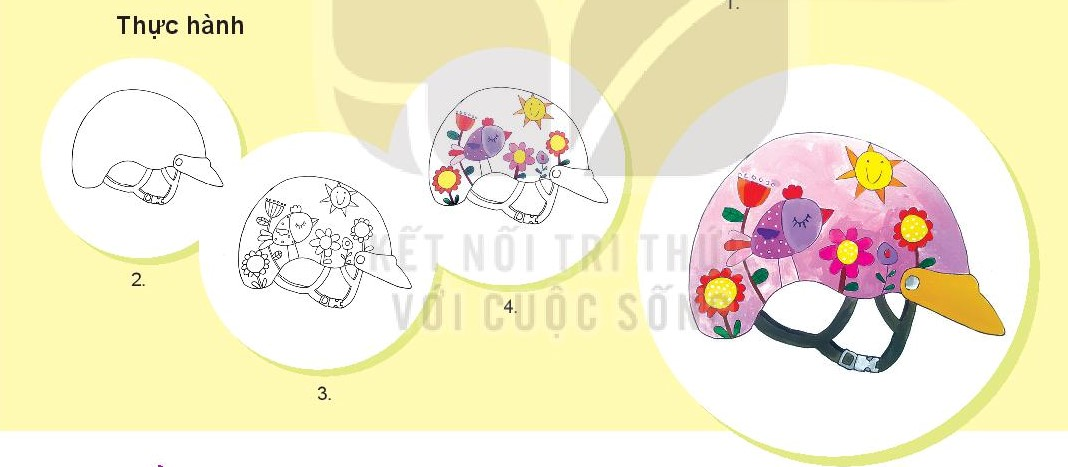 1.
Thực hành
KẾT NỐI TRI THỨC
VỚI CUỘC SỐNG
2.
4.
3.